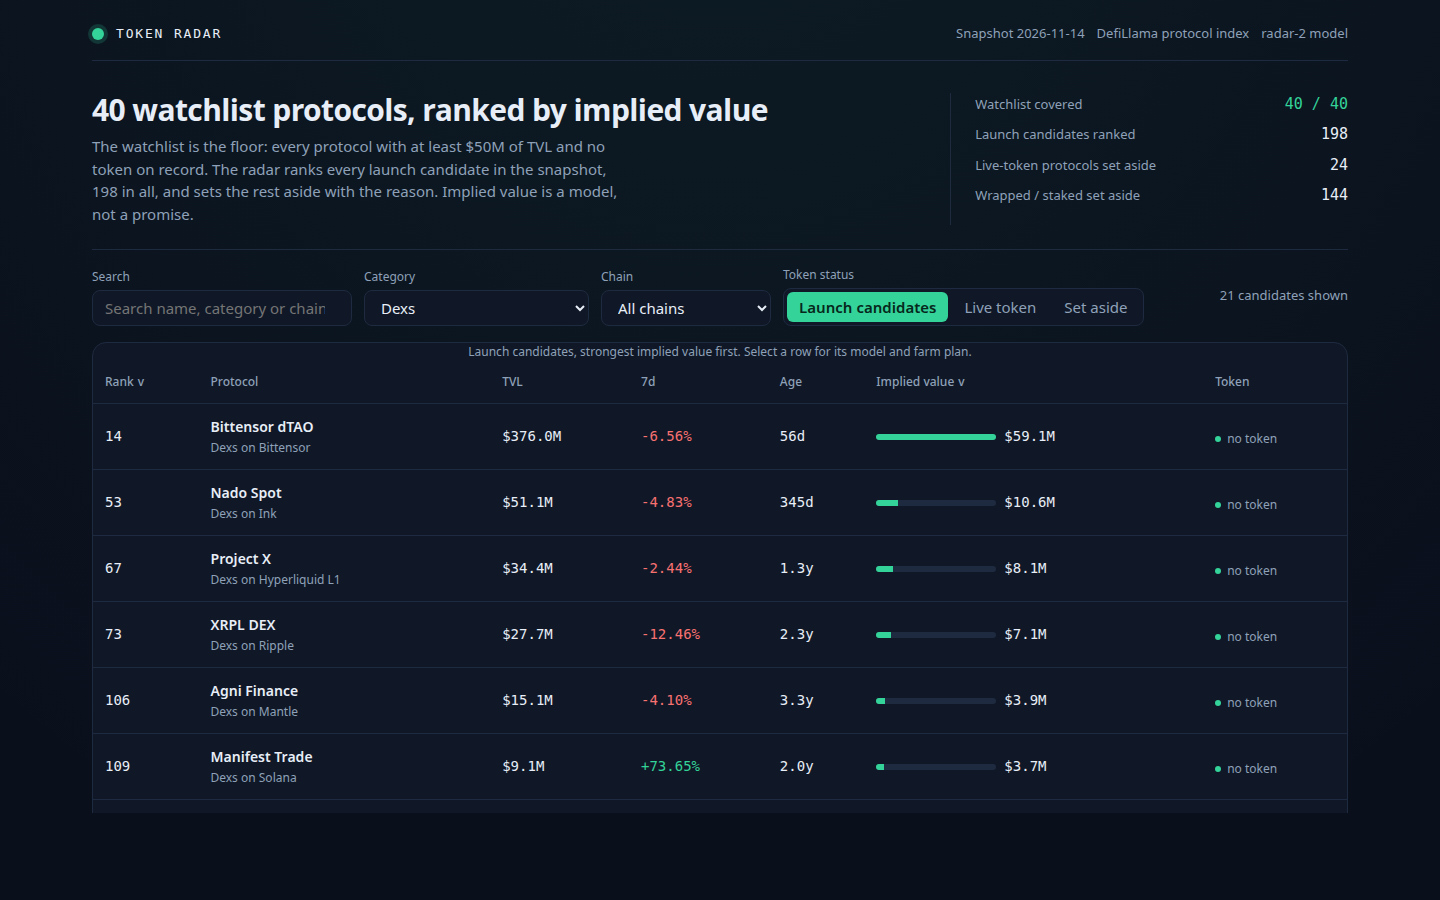 TOKEN RADAR
Snapshot 2026-11-14 DefiLlama protocol index radar-2 model
40 watchlist protocols, ranked by implied value
The watchlist is the floor: every protocol with at least $50M of TVL and no
token on record. The radar ranks every launch candidate in the snapshot,
198 in all, and sets the rest aside with the reason. Implied value is a model,
not a promise.
Watchlist covered 40 / 40
Launch candidates ranked 198
Live-token protocols set aside 24
Wrapped / staked set aside 144
Search
Search name, category or chain
Category
Dexs
Chain
All chains
Token status
Launch candidates Live token Set aside
21 candidates shown
Launch candidates, strongest implied value first. Select a row for its model and farm plan.
Rank v Protocol TVL 7d Age Implied value v Token
14 Bittensor dTAO $376.0M -6.56% 56d $59.1M no token
Dexs on Bittensor
53 Nado Spot $51.1M -4.83% 345d $10.6M no token
Dexs on Ink
67 Project X $34.4M -2.44% 1.3y $8.1M no token
Dexs on Hyperliquid L1
73 XRPL DEX $27.7M -12.46% 2.3y $7.1M no token
Dexs on Ripple
106 Agni Finance $15.1M -4.10% 3.3y $3.9M no token
Dexs on Mantle
109 Manifest Trade $9.1M +73.65% 2.0y $3.7M no token
Dexs on Solana